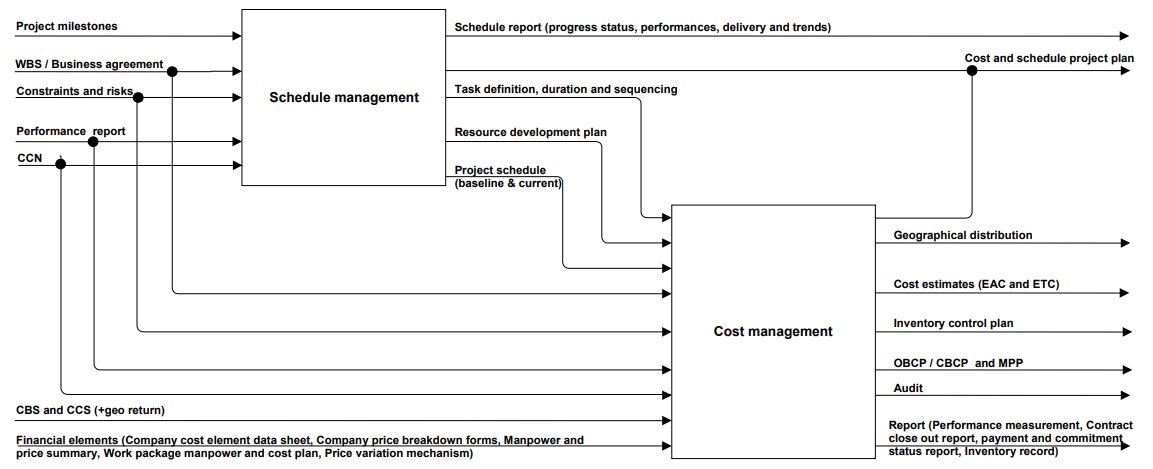 Project milestones
WBS / Business agreement
Constraints and risks
Performance report
CCN
Schedule management
Schedule report (progress status, performances, delivery and trends)
Cost and schedule project plan
Task definition, duration and sequencing
Resource development plan
Project schedule
(baseline & current)
Cost management
Geographical distribution
Cost estimates (EAC and ETC)
Inventory control plan
OBCP / CBCP and MPP
Audit
CBS and CCS (+geo return)
Financial elements (Company cost element data sheet, Company price breakdown forms, Manpower and
price summary, Work package manpower and cost plan, Price variation mechanism)
Report (Performance measurement, Contract
close out report, payment and commitment
status report, Inventory record)